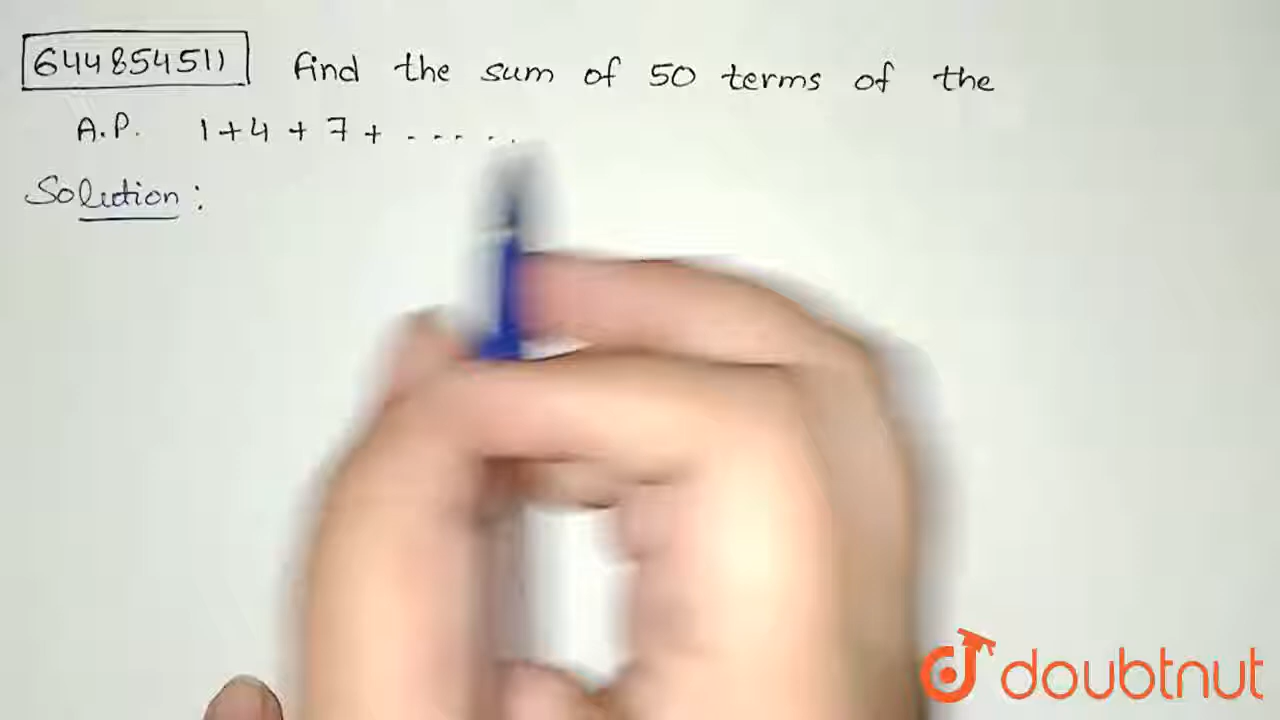 644854511 find the sum of 50 terms of the
A.P. 1+4+7+ .....
Solution:
doubtnut